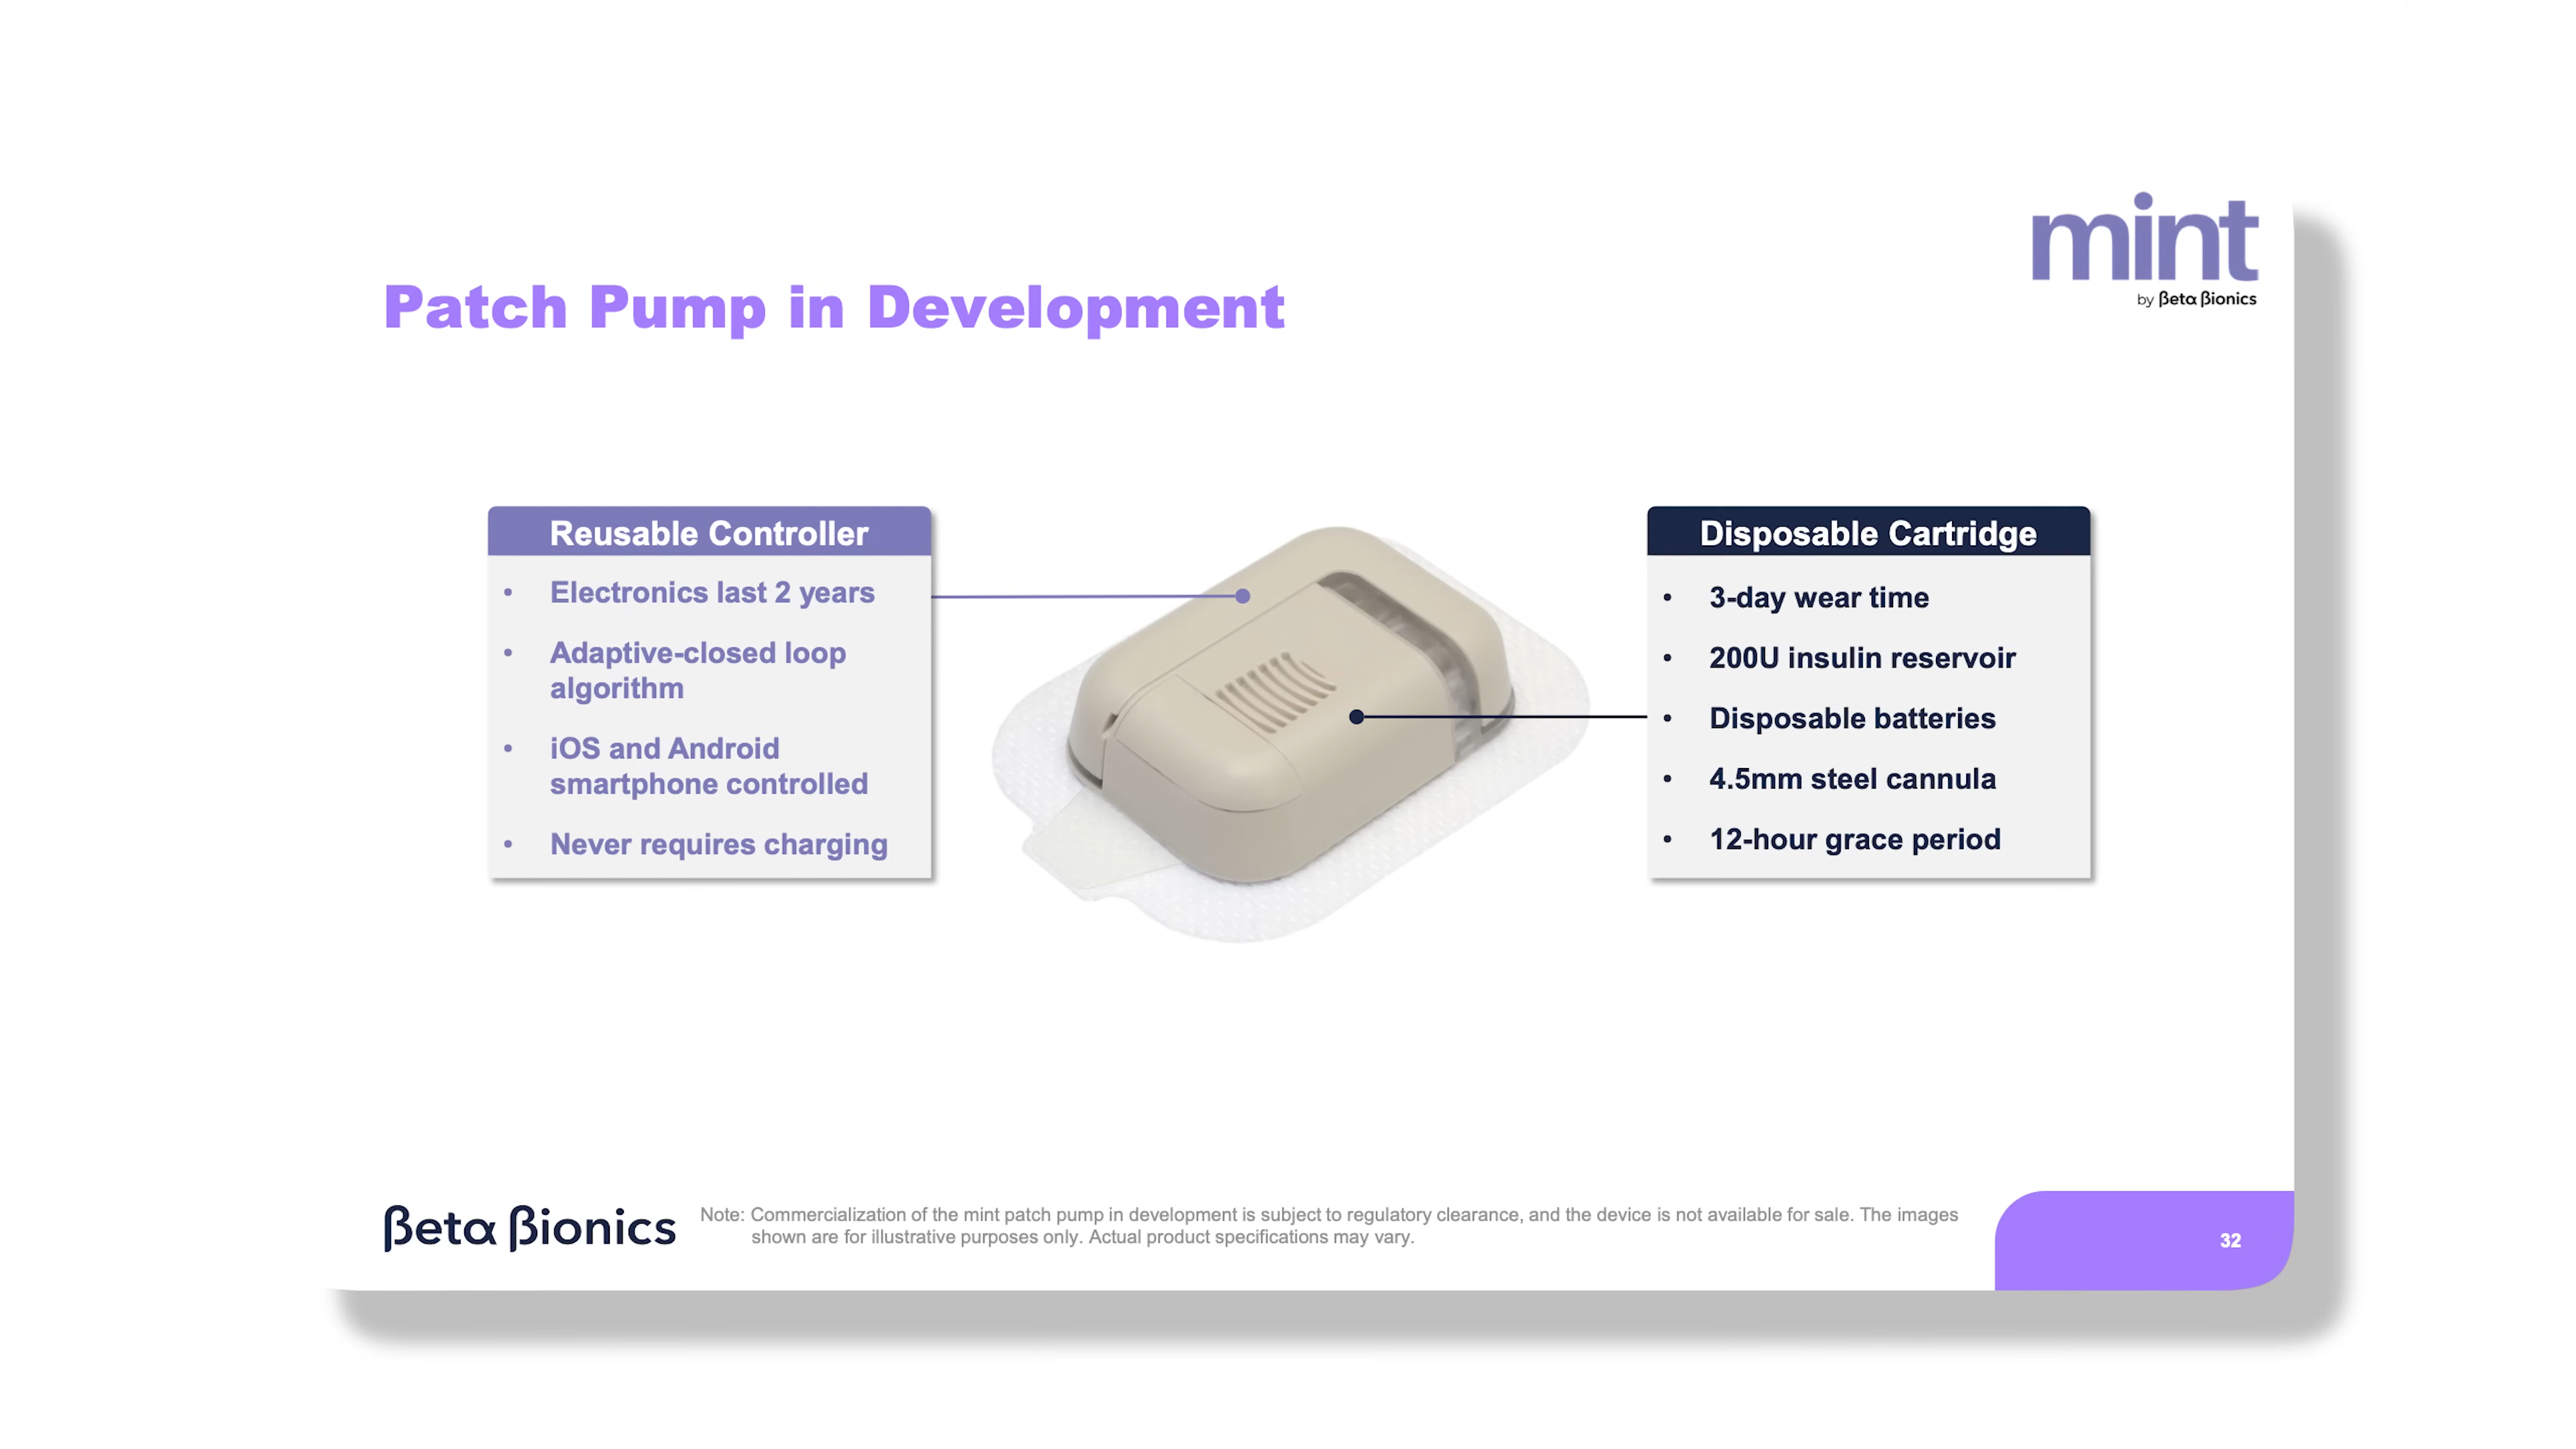 mint
by βeta βionics
Patch Pump in Development
Reusable Controller
• Electronics last 2 years
• Adaptive-closed loop
algorithm
• iOS and Android
smartphone controlled
• Never requires charging
Disposable Cartridge
• 3-day wear time
• 200U insulin reservoir
• Disposable batteries
• 4.5mm steel cannula
• 12-hour grace period
βeta βionics
Note: Commercialization of the mint patch pump in development is subject to regulatory clearance, and the device is not available for sale. The images
shown are for illustrative purposes only. Actual product specifications may vary.
32